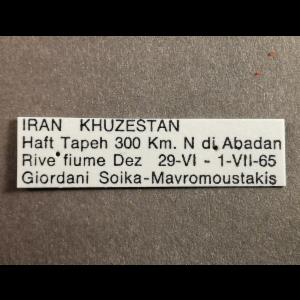 IRAN KHUZESTAN
Haft Tapeh 300 Km. N di Abadan
Rive fiume Dez 29-VI - 1-VII-65
Giordani Soika-Mavromoustakis